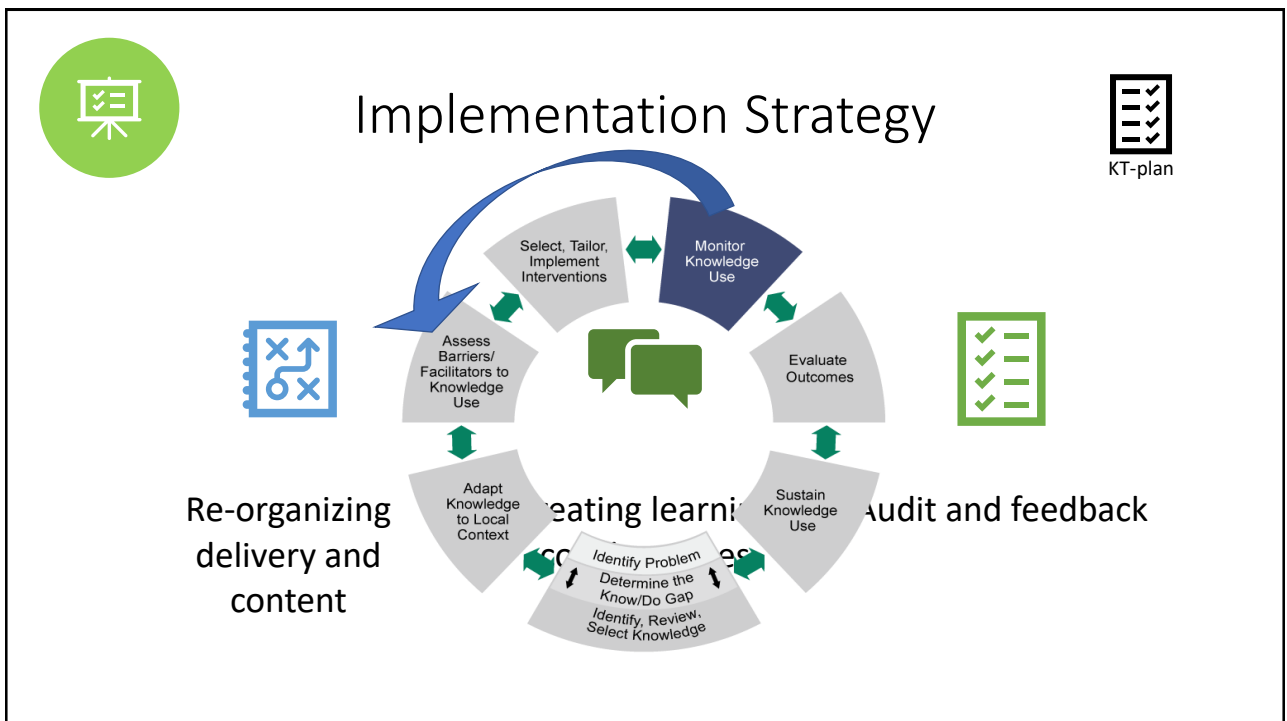 Implementation Strategy
KT-plan
Select, Tailor,
Implement
Interventions
Monitor
Knowledge
Use
Assess
Barriers/
Facilitators to
Knowledge
Use
Evaluate
Outcomes
Adapt
Knowledge
to Local
Context
Sustain
Knowledge
Use
Identify Problem
Determine the
Know/Do Gap
Identify, Review,
Select Knowledge
Re-organizing
delivery and
content
Audit and feedback